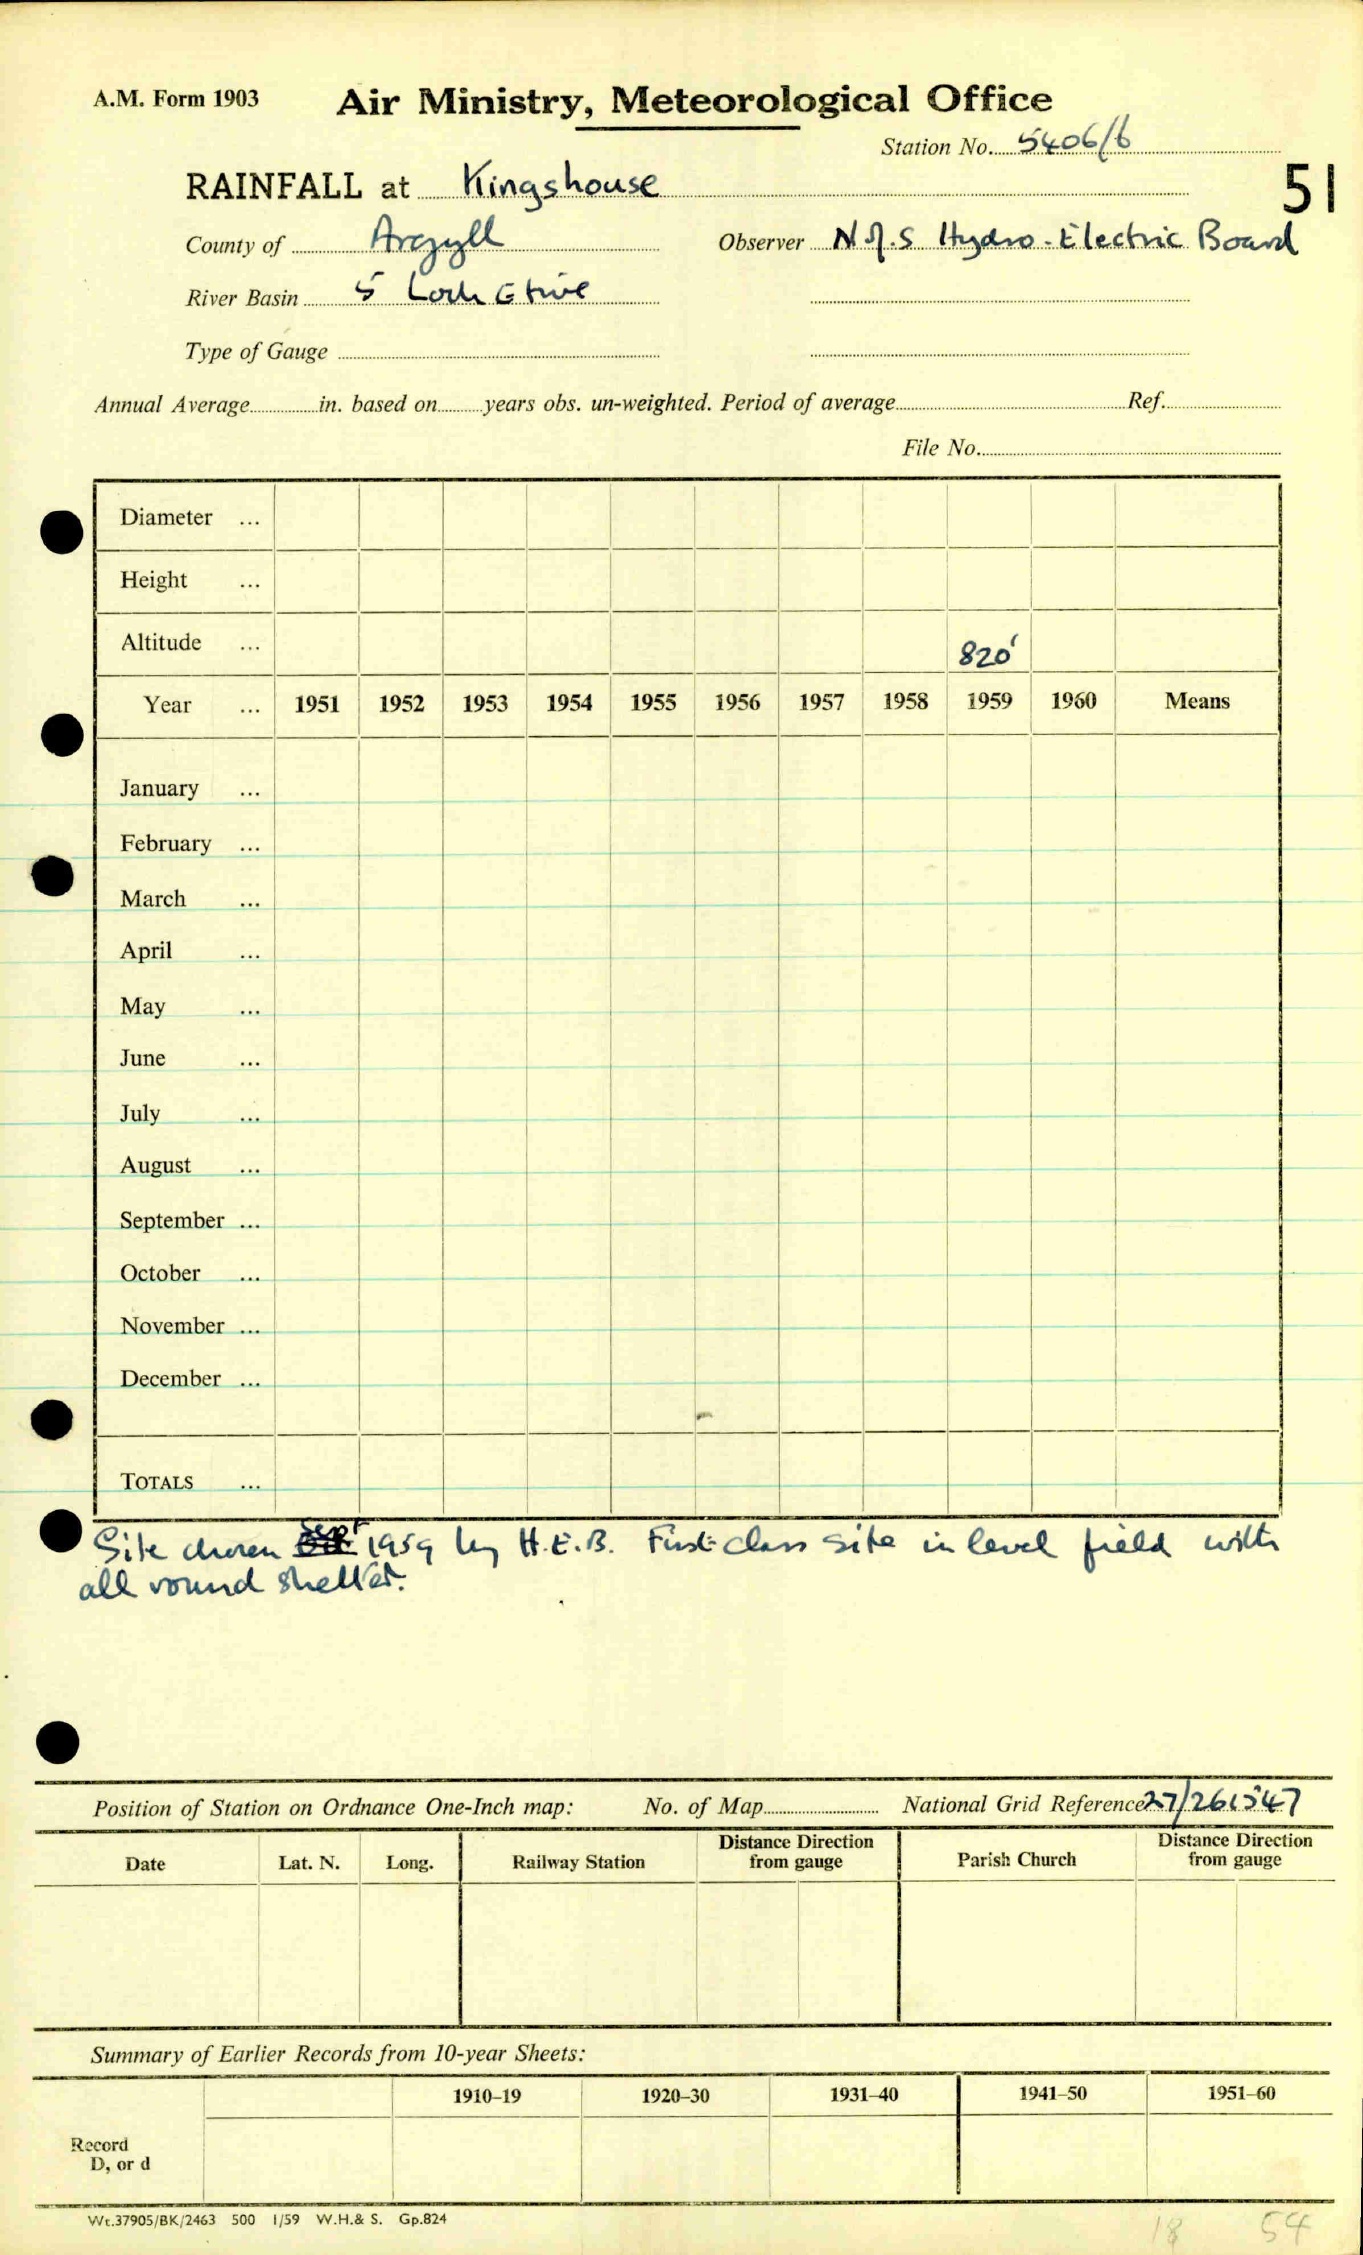 A.M. Form 1903 Air Ministry, Meteorological Office
Station No. 5406/6
RAINFALL at Kingshouse 51
County of Argyll Observer N of S Hydro-Electric Board
River Basin 5 Loch Etive
Type of Gauge
Annual Average in. based on years obs. un-weighted. Period of average Ref.
File No.
Diameter ...
Height ...
Altitude ... 820'
Year ... 1951 1952 1953 1954 1955 1956 1957 1958 1959 1960 Means
January ...
February ...
March ...
April ...
May ...
June ...
July ...
August ...
September ...
October ...
November ...
December ...
TOTALS ...
Site chosen Sept 1959 by H.E.B. First-class site in level field with
all round shelter.
Position of Station on Ordnance One-Inch map: No. of Map National Grid Reference 27/261547
Date Lat. N. Long. Railway Station Distance Direction from gauge Parish Church Distance Direction from gauge
Summary of Earlier Records from 10-year Sheets:
1910–19 1920–30 1931–40 1941–50 1951–60
Record
D, or d
Wt.37905/BK/2463 500 1/59 W.H.& S. Gp.824
18 54